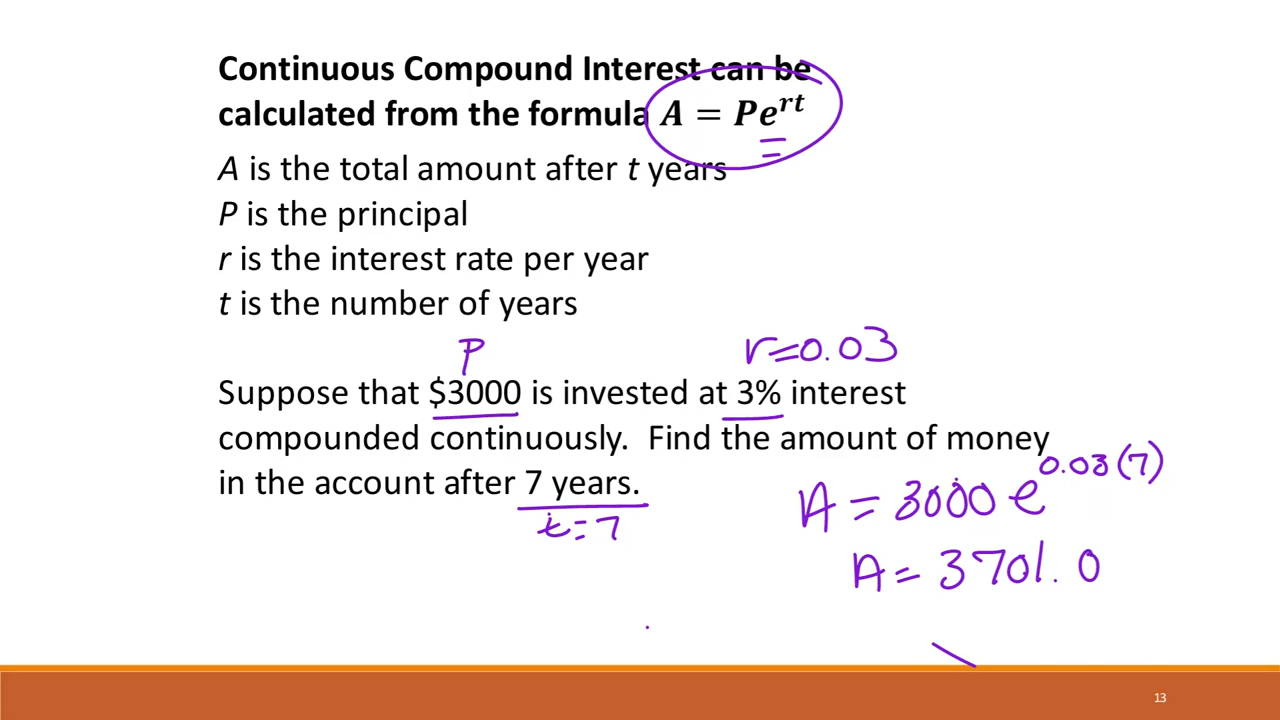 Continuous Compound Interest can be
calculated from the formula A = Pe^{rt}
A is the total amount after t years
P is the principal
r is the interest rate per year
t is the number of years
P
r=0.03
Suppose that $3000 is invested at 3% interest
compounded continuously. Find the amount of money
in the account after 7 years.
t=7
A = 3000 e^{0.03(7)}
A = 3701.0
13